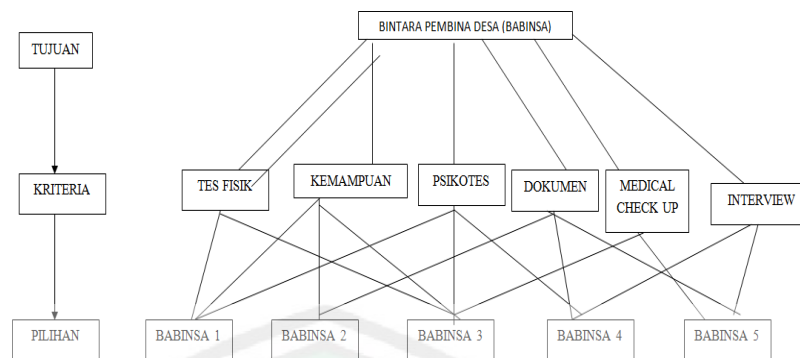 BINTARA PEMBINA DESA (BABINSA)
TUJUAN
KRITERIA
TES FISIK
KEMAMPUAN
PSIKOTES
DOKUMEN
MEDICAL
CHECK UP
INTERVIEW
PILIHAN
BABINSA 1
BABINSA 2
BABINSA 3
BABINSA 4
BABINSA 5